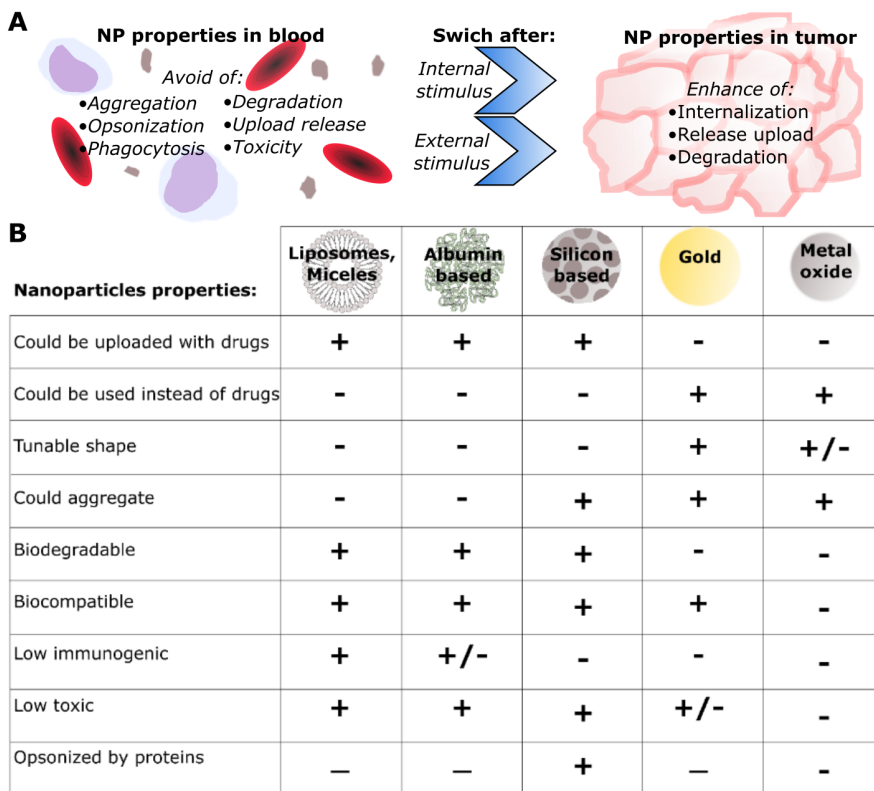 A
NP properties in blood
Avoid of:
•Aggregation
•Opsonization
•Phagocytosis
•Degradation
•Upload release
•Toxicity
Swich after:
Internal
stimulus
External
stimulus
NP properties in tumor
Enhance of:
•Internalization
•Release upload
•Degradation
B
Nanoparticles properties: Liposomes, Miceles Albumin based Silicon based Gold Metal oxide
Could be uploaded with drugs + + + - -
Could be used instead of drugs - - - + +
Tunable shape - - - + +/-
Could aggregate - - + + +
Biodegradable + + + - -
Biocompatible + + + + -
Low immunogenic + +/- - - -
Low toxic + + + +/- -
Opsonized by proteins — — + — -